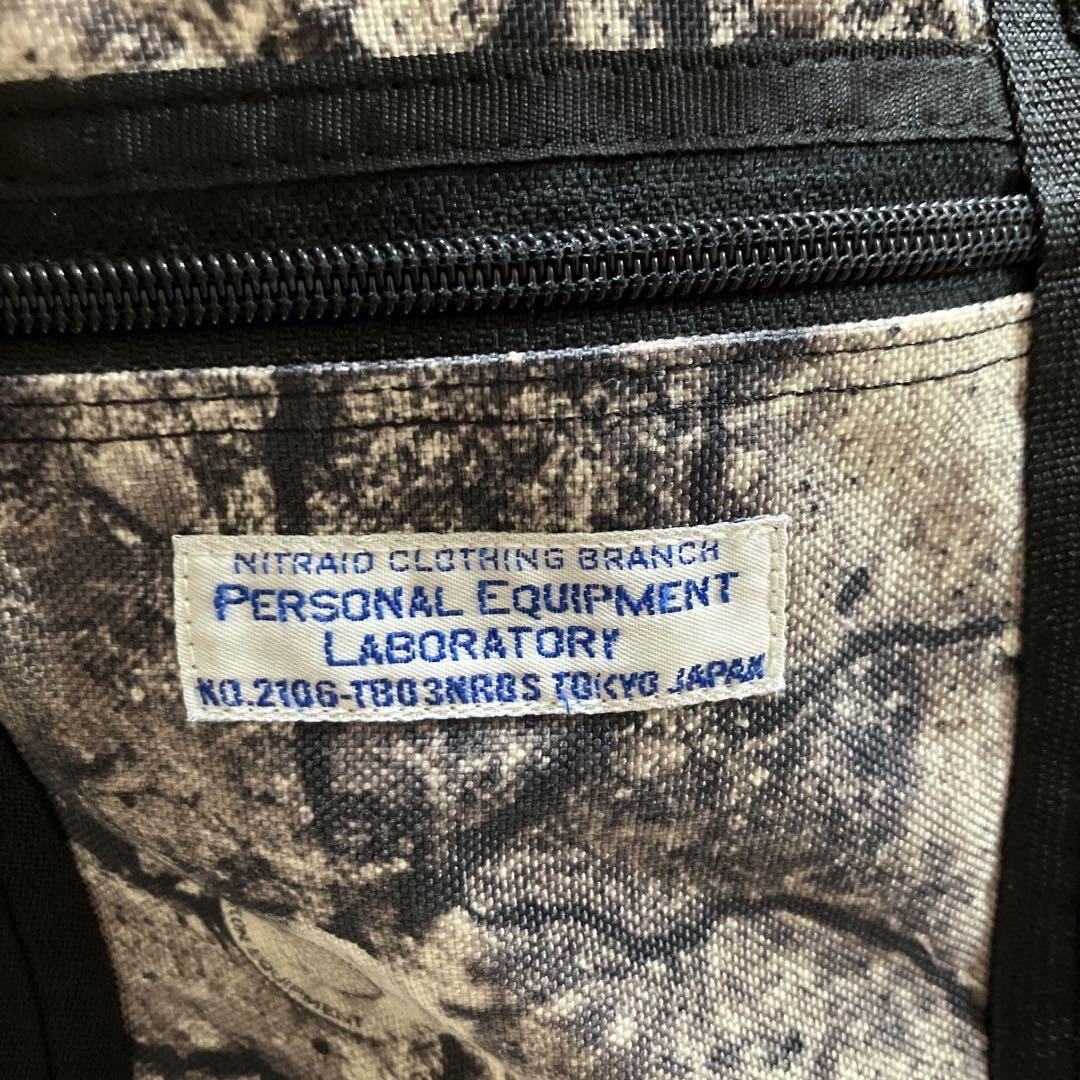 NITRAID CLOTHING BRANCH
PERSONAL EQUIPMENT
LABORATORY
NO.2106-TB03NRBS TOKYO JAPAN